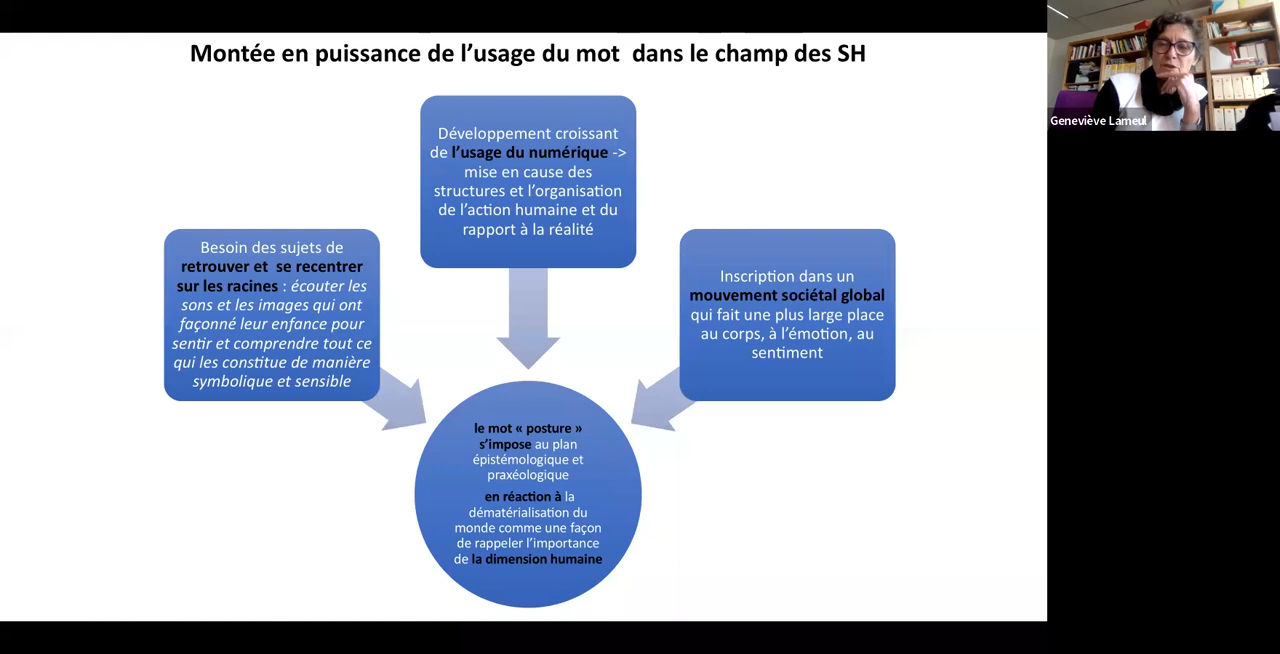 Montée en puissance de l’usage du mot  dans le champ des SH
Geneviève Lameul
Développement croissant
de l’usage du numérique ->
mise en cause des
structures et l’organisation
de l’action humaine et du
rapport à la réalité
Besoin des sujets de
retrouver et  se recentrer
sur les racines : écouter les
sons et les images qui ont
façonné leur enfance pour
sentir et comprendre tout ce
qui les constitue de manière
symbolique et sensible
Inscription dans un
mouvement sociétal global
qui fait une plus large place
au corps, à l’émotion, au
sentiment
le mot « posture »
s’impose au plan
épistémologique et
praxéologique
en réaction à la
dématérialisation du
monde comme une façon
de rappeler l’importance
de la dimension humaine